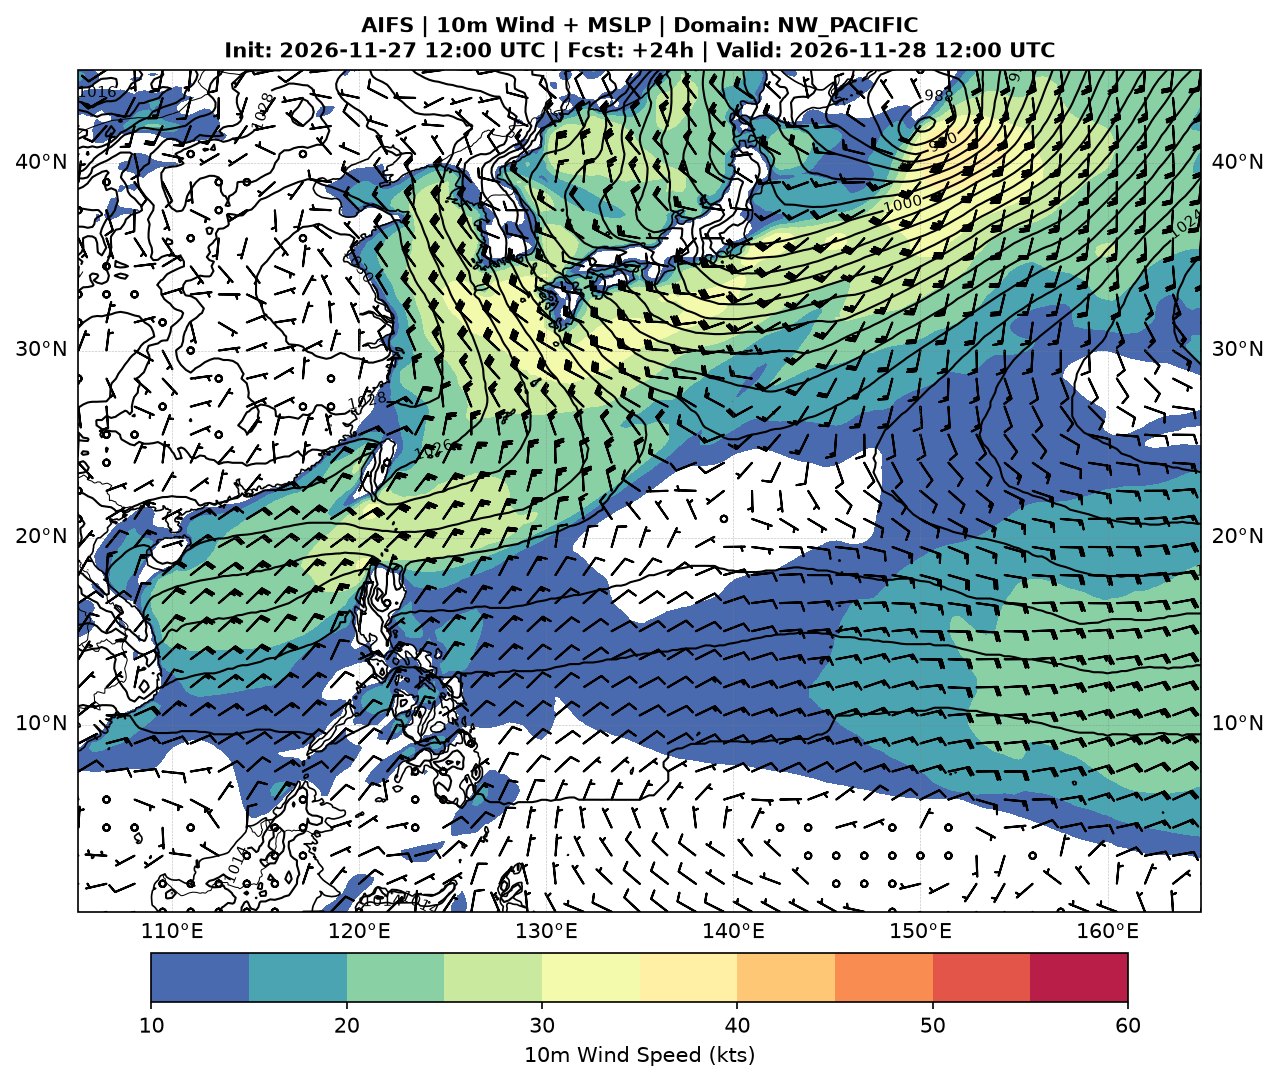 AIFS | 10m Wind + MSLP | Domain: NW_PACIFIC
Init: 2026-11-27 12:00 UTC | Fcst: +24h | Valid: 2026-11-28 12:00 UTC
1016
1028
988
1000
1024
1028
1026
1014
40°N
40°N
30°N
30°N
20°N
20°N
10°N
10°N
110°E 120°E 130°E 140°E 150°E 160°E
10 20 30 40 50 60
10m Wind Speed (kts)